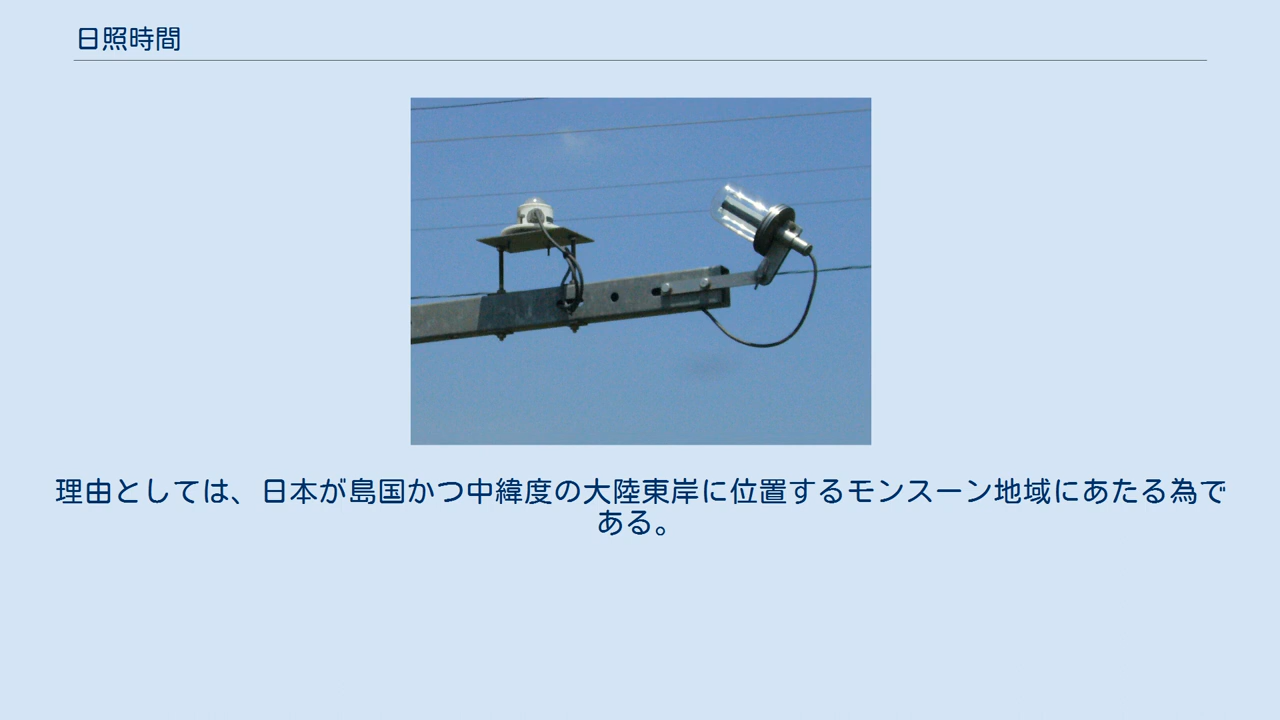 日照時間
理由としては、日本が島国かつ中緯度の大陸東岸に位置するモンスーン地域にあたる為で
ある。